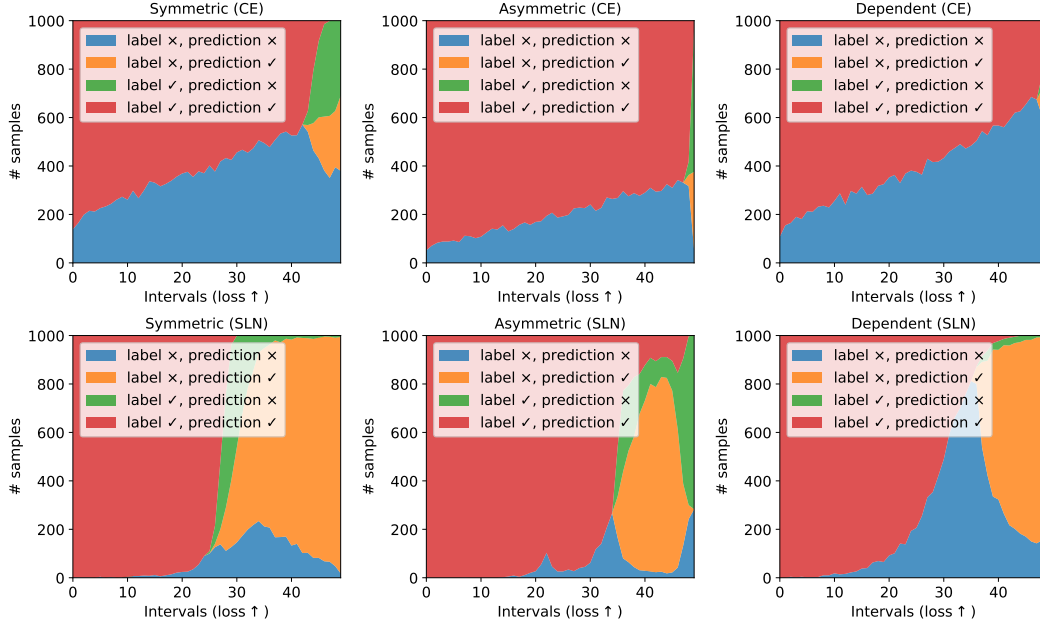 Symmetric (CE)
1000
800
600
400
200
0
# samples
label ×, prediction ×
label ×, prediction ✓
label ✓, prediction ×
label ✓, prediction ✓
0 10 20 30 40
Intervals (loss ↑)
Asymmetric (CE)
1000
800
600
400
200
0
# samples
label ×, prediction ×
label ×, prediction ✓
label ✓, prediction ×
label ✓, prediction ✓
0 10 20 30 40
Intervals (loss ↑)
Dependent (CE)
1000
800
600
400
200
0
# samples
label ×, prediction ×
label ×, prediction ✓
label ✓, prediction ×
label ✓, prediction ✓
0 10 20 30 40
Intervals (loss ↑)
Symmetric (SLN)
1000
800
600
400
200
0
# samples
label ×, prediction ×
label ×, prediction ✓
label ✓, prediction ×
label ✓, prediction ✓
0 10 20 30 40
Intervals (loss ↑)
Asymmetric (SLN)
1000
800
600
400
200
0
# samples
label ×, prediction ×
label ×, prediction ✓
label ✓, prediction ×
label ✓, prediction ✓
0 10 20 30 40
Intervals (loss ↑)
Dependent (SLN)
1000
800
600
400
200
0
# samples
label ×, prediction ×
label ×, prediction ✓
label ✓, prediction ×
label ✓, prediction ✓
0 10 20 30 40
Intervals (loss ↑)